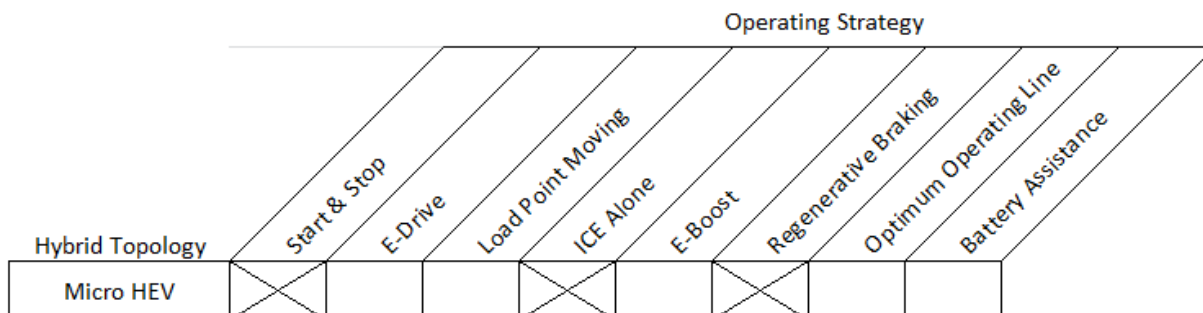 Operating Strategy
Start & Stop
E-Drive
Load Point Moving
ICE Alone
E-Boost
Regenerative Braking
Optimum Operating Line
Battery Assistance
Hybrid Topology
Micro HEV